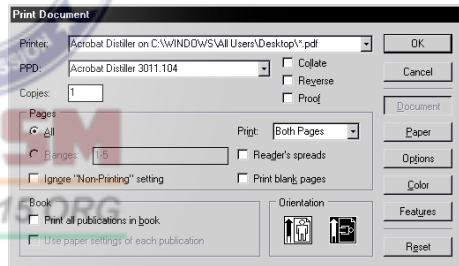 Print Document
Printer: Acrobat Distiller on C:\WINDOWS\All Users\Desktop\*.pdf OK
PPD: Acrobat Distiller 3011.104 Collate Cancel
Reverse
Copies: 1 Proof
Document
Pages
All Print: Both Pages Paper
Ranges: 1-5 Reader's spreads Options
Ignore "Non-Printing" setting Print blank pages Color
Book Orientation
Print all publications in book Features
Use paper settings of each publication Reset
SM
15.ORG